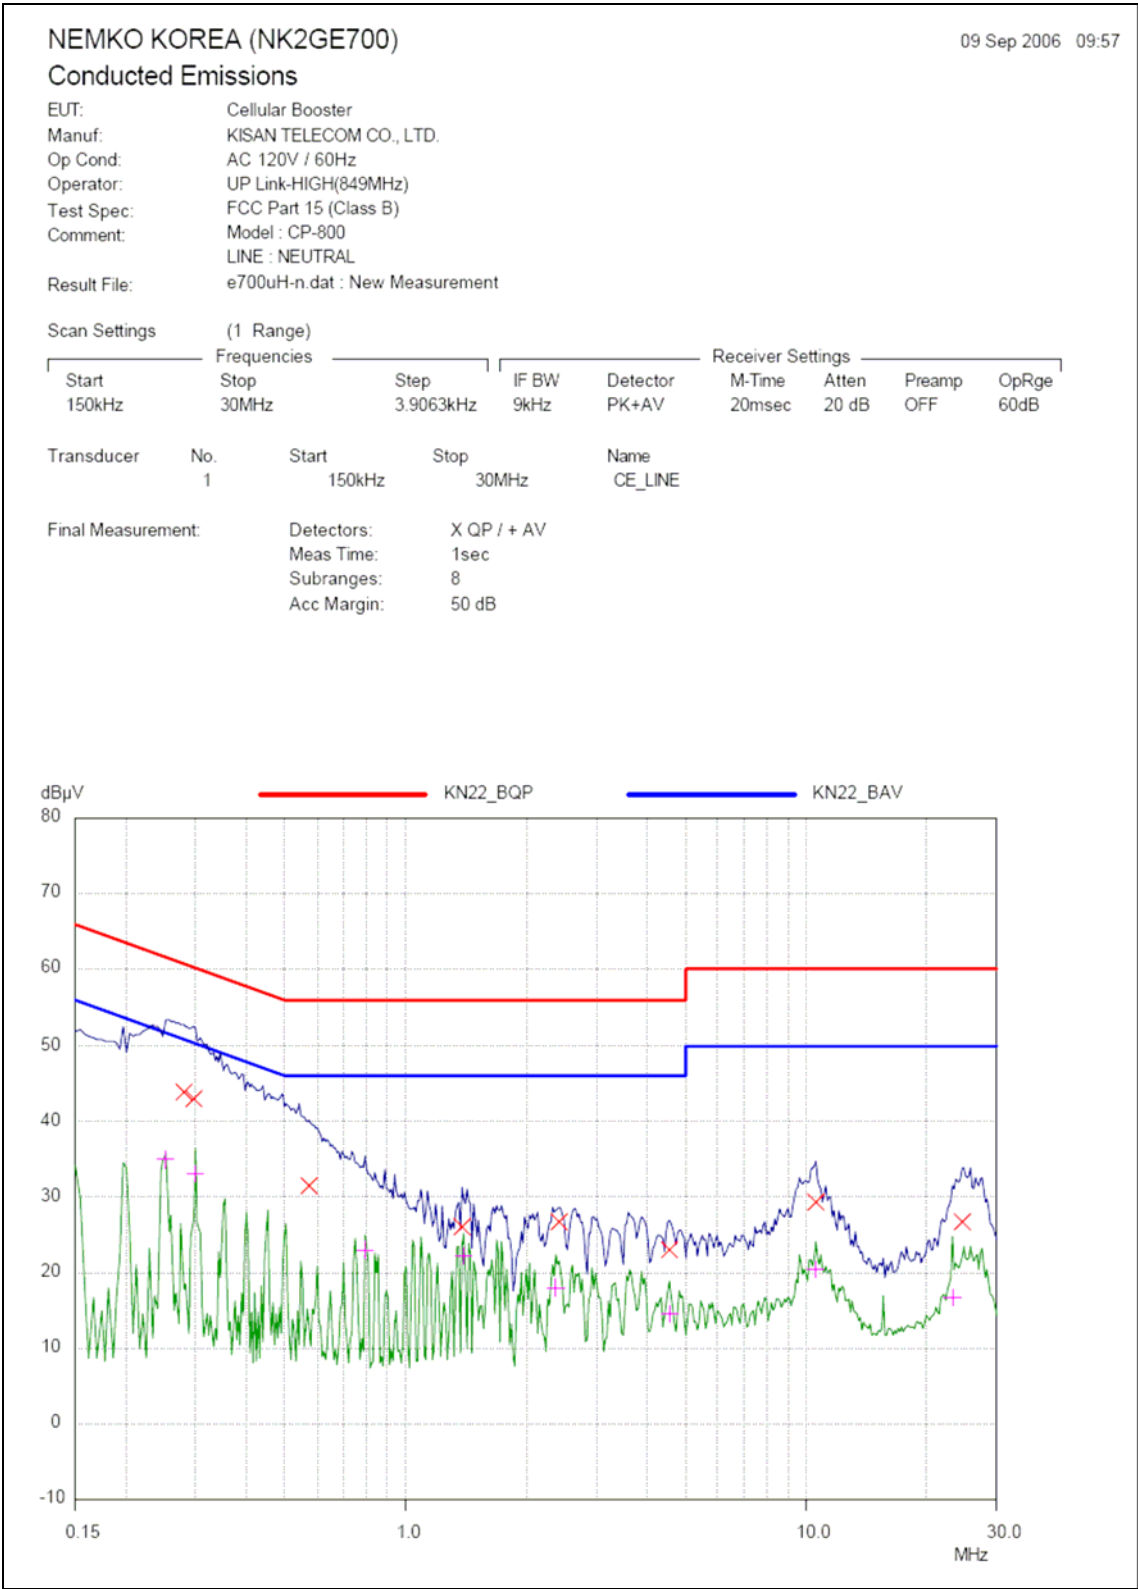 NEMKO KOREA (NK2GE700) 09 Sep 2006 09:57
Conducted Emissions
EUT: Cellular Booster
Manuf: KISAN TELECOM CO., LTD.
Op Cond: AC 120V / 60Hz
Operator: UP Link-HIGH(849MHz)
Test Spec: FCC Part 15 (Class B)
Comment: Model : CP-800
LINE : NEUTRAL
Result File: e700uH-n.dat : New Measurement
Scan Settings (1 Range)
Frequencies Receiver Settings
Start Stop Step IF BW Detector M-Time Atten Preamp OpRge
150kHz 30MHz 3.9063kHz 9kHz PK+AV 20msec 20 dB OFF 60dB
Transducer No. Start Stop Name
1 150kHz 30MHz CE_LINE
Final Measurement: Detectors: X QP / + AV
Meas Time: 1sec
Subranges: 8
Acc Margin: 50 dB
dBµV KN22_BQP KN22_BAV
80
70
60
50
40
30
20
10
0
-10
0.15 1.0 10.0 30.0
MHz